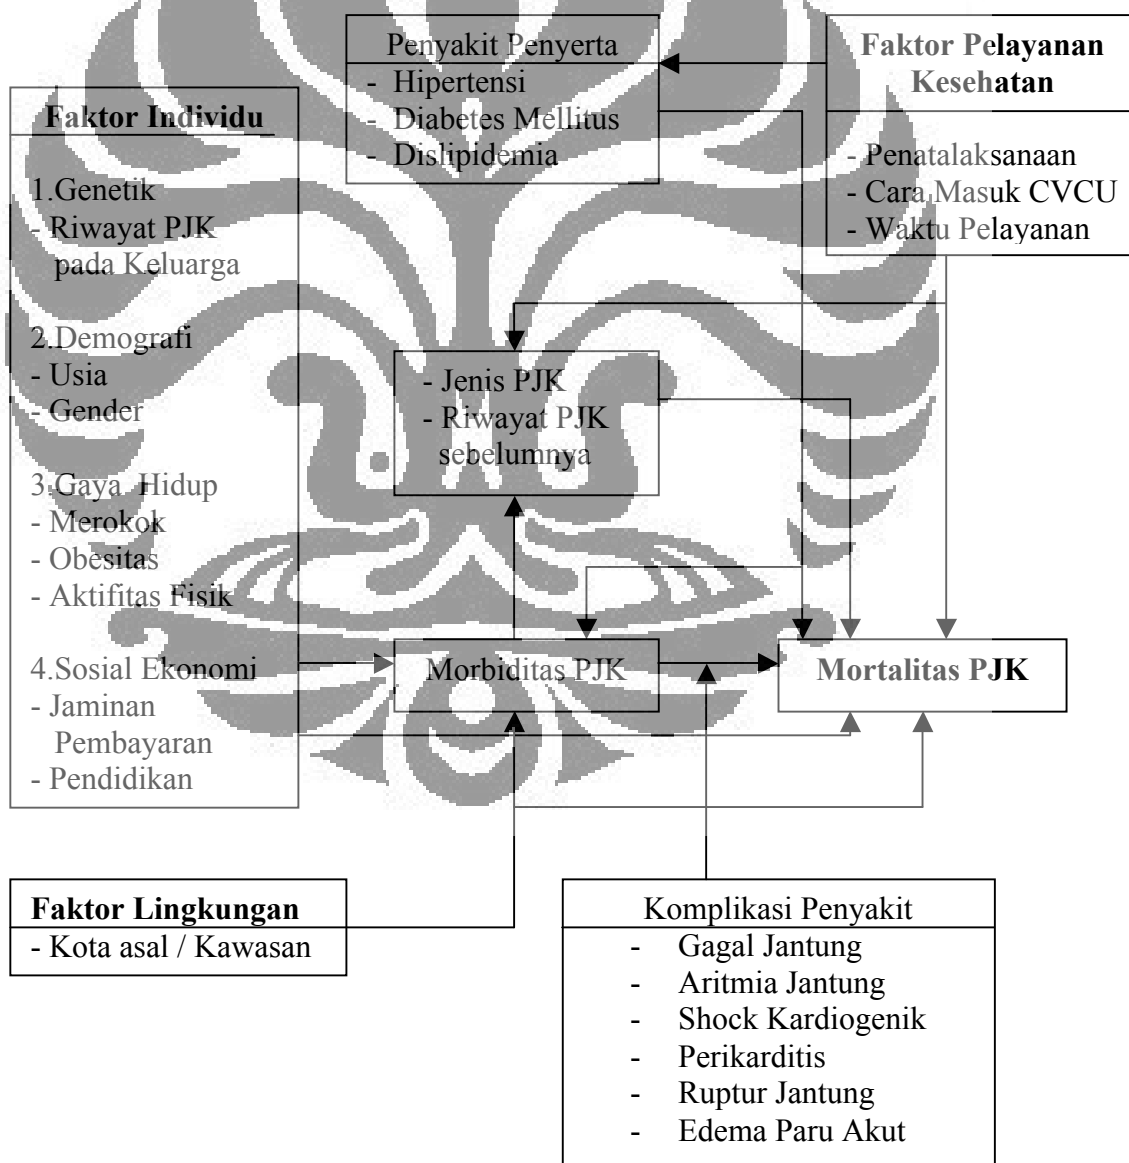 Penyakit Penyerta
- Hipertensi
- Diabetes Mellitus
- Dislipidemia
Faktor Pelayanan
Kesehatan
- Penatalaksanaan
- Cara Masuk CVCU
- Waktu Pelayanan
Faktor Individu
1.Genetik
- Riwayat PJK
pada Keluarga
2.Demografi
- Usia
- Gender
3.Gaya Hidup
- Merokok
- Obesitas
- Aktifitas Fisik
4.Sosial Ekonomi
- Jaminan
Pembayaran
- Pendidikan
- Jenis PJK
- Riwayat PJK
sebelumnya
Morbiditas PJK
Mortalitas PJK
Faktor Lingkungan
- Kota asal / Kawasan
Komplikasi Penyakit
- Gagal Jantung
- Aritmia Jantung
- Shock Kardiogenik
- Perikarditis
- Ruptur Jantung
- Edema Paru Akut